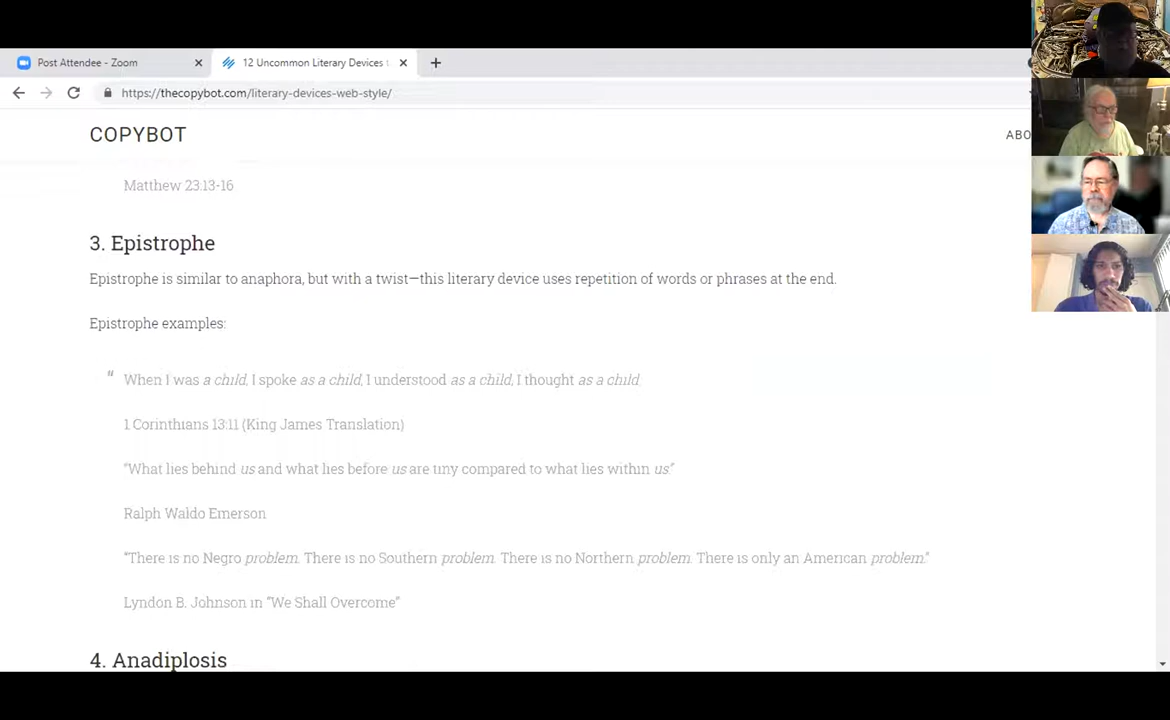 Post Attendee - Zoom
12 Uncommon Literary Devices
https://thecopybot.com/literary-devices-web-style/
COPYBOT
ABO
Matthew 23:13-16
3. Epistrophe
Epistrophe is similar to anaphora, but with a twist—this literary device uses repetition of words or phrases at the end.
Epistrophe examples:
" When I was a child, I spoke as a child, I understood as a child, I thought as a child.
1 Corinthians 13:11 (King James Translation)
“What lies behind us and what lies before us are tiny compared to what lies within us.”
Ralph Waldo Emerson
“There is no Negro problem. There is no Southern problem. There is no Northern problem. There is only an American problem.”
Lyndon B. Johnson in “We Shall Overcome”
4. Anadiplosis